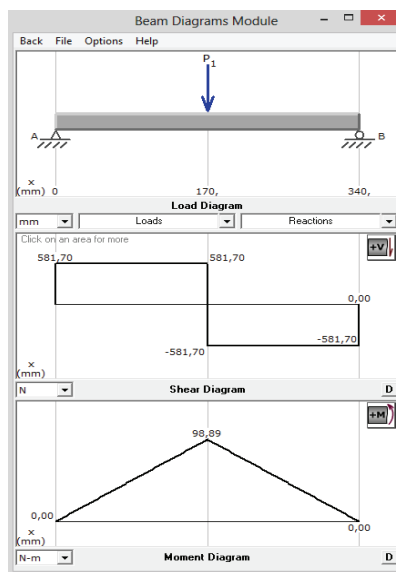 Beam Diagrams Module
Back File Options Help
P1
A B
x
(mm) 0 170, 340,
Load Diagram
mm Loads Reactions
Click on an area for more
+V
581,70 581,70
0,00
-581,70 -581,70
x
(mm)
N Shear Diagram D
+M
98,89
0,00 0,00
x
(mm)
N-m Moment Diagram D